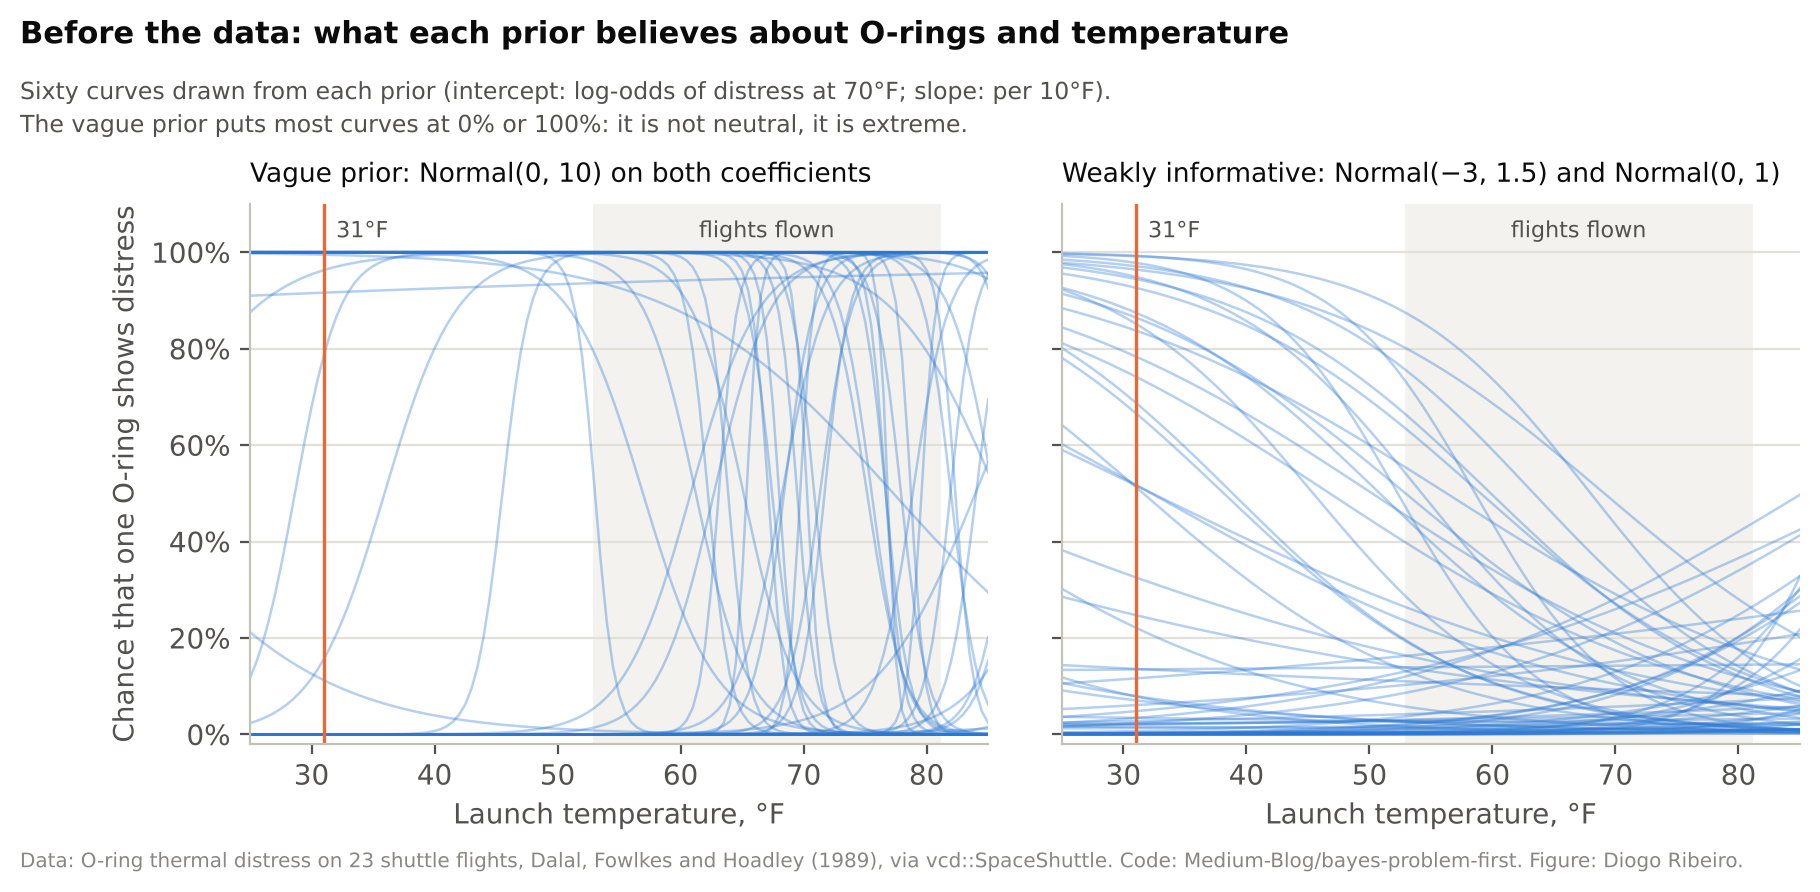 Before the data: what each prior believes about O-rings and temperature
Sixty curves drawn from each prior (intercept: log-odds of distress at 70°F; slope: per 10°F).
The vague prior puts most curves at 0% or 100%: it is not neutral, it is extreme.
Vague prior: Normal(0, 10) on both coefficients
Weakly informative: Normal(−3, 1.5) and Normal(0, 1)
Chance that one O-ring shows distress
31°F
flights flown
31°F
flights flown
100%
80%
60%
40%
20%
0%
30 40 50 60 70 80
30 40 50 60 70 80
Launch temperature, °F
Launch temperature, °F
Data: O-ring thermal distress on 23 shuttle flights, Dalal, Fowlkes and Hoadley (1989), via vcd::SpaceShuttle. Code: Medium-Blog/bayes-problem-first. Figure: Diogo Ribeiro.